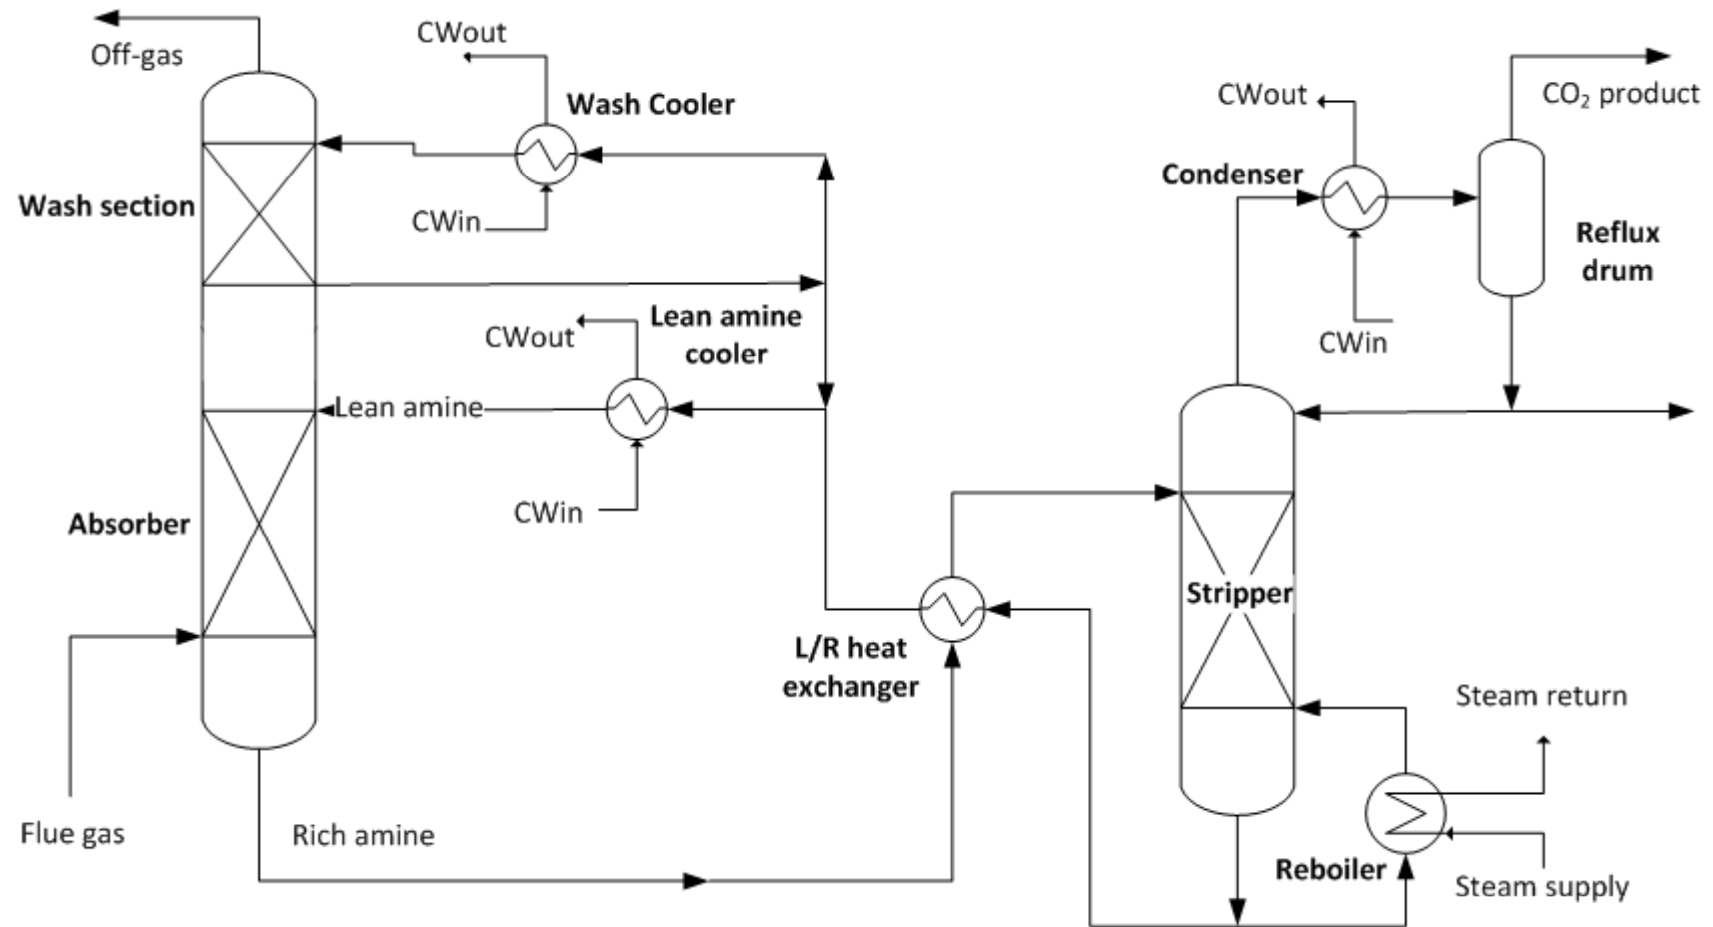 CWout
Off-gas
Wash Cooler
CWout
CO₂ product
Condenser
Wash section
CWin
Reflux
drum
Lean amine
cooler
CWout
CWin
Lean amine
CWin
Absorber
Stripper
L/R heat
exchanger
Steam return
Flue gas
Rich amine
Reboiler
Steam supply